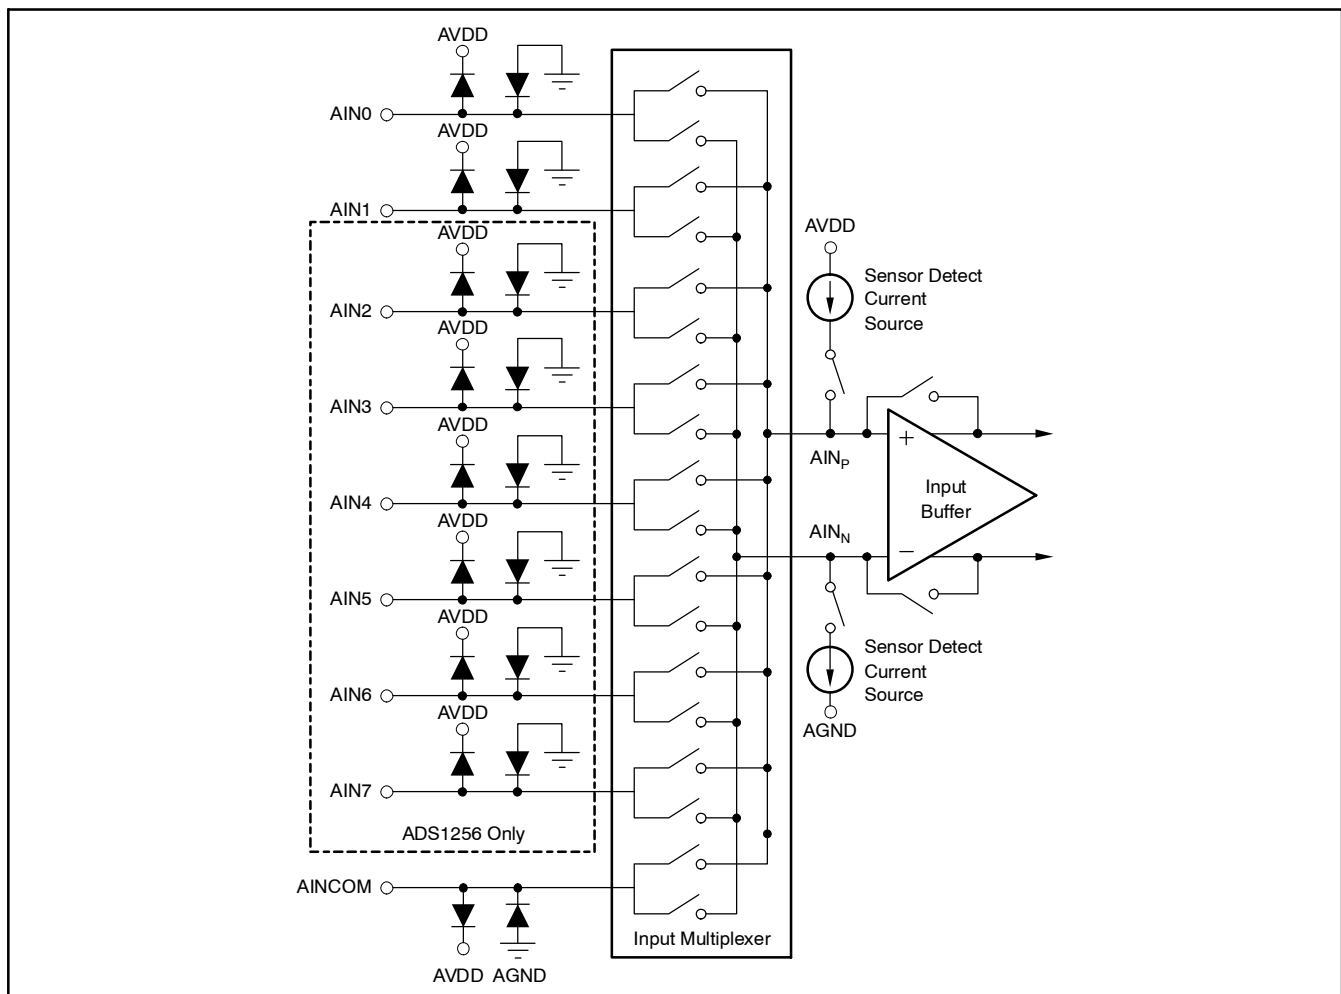 AVDD
AIN0
AVDD
AIN1
AVDD
AVDD
Sensor Detect
Current
Source
AIN2
AVDD
AIN3
AVDD
+
AINP
Input
Buffer
AIN4
AVDD
AINN
−
AIN5
AVDD
Sensor Detect
Current
Source
AIN6
AVDD
AGND
AIN7
ADS1256 Only
AINCOM
Input Multiplexer
AVDD AGND